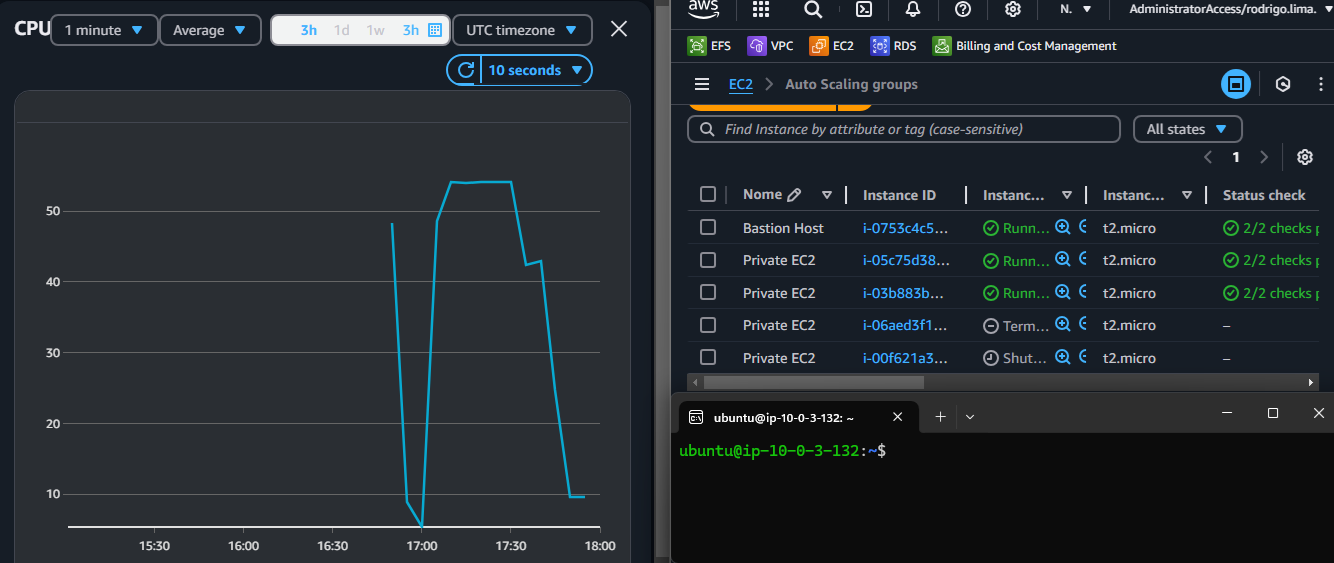 CPU
1 minute
Average
3h 1d 1w 3h
UTC timezone
10 seconds
50
40
30
20
10
15:30 16:00 16:30 17:00 17:30 18:00
aws
N.
AdministratorAccess/rodrigo.lima.
EFS VPC EC2 RDS Billing and Cost Management
EC2 Auto Scaling groups
Find Instance by attribute or tag (case-sensitive)
All states
1
Nome Instance ID Instanc... Instanc... Status check
Bastion Host i-0753c4c5... Runn... t2.micro 2/2 checks p
Private EC2 i-05c75d38... Runn... t2.micro 2/2 checks p
Private EC2 i-03b883b... Runn... t2.micro 2/2 checks p
Private EC2 i-06aed3f1... Term... t2.micro –
Private EC2 i-00f621a3... Shut... t2.micro –
ubuntu@ip-10-0-3-132: ~
ubuntu@ip-10-0-3-132:~$